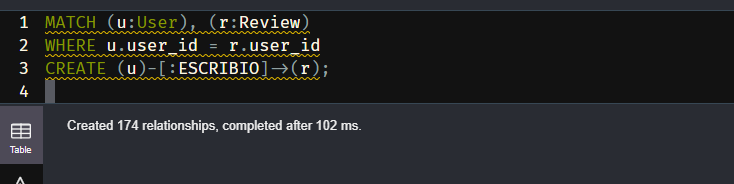 1 MATCH (u:User), (r:Review)
2 WHERE u.user_id = r.user_id
3 CREATE (u)-[:ESCRIBIO]->(r);
4
Created 174 relationships, completed after 102 ms.
Table